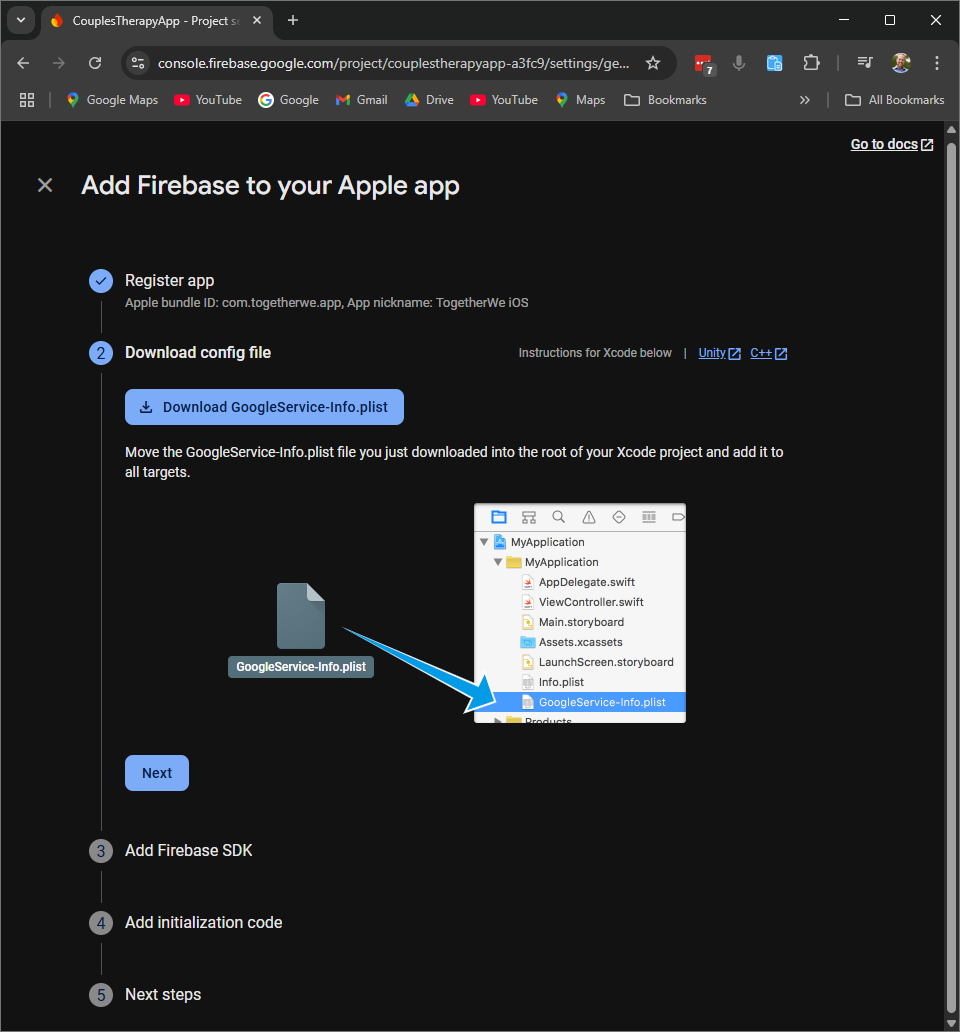 CouplesTherapyApp - Project se
console.firebase.google.com/project/couplestherapyapp-a3fc9/settings/ge...
7
Google Maps
YouTube
Google
Gmail
Drive
YouTube
Maps
Bookmarks
All Bookmarks
Go to docs
Add Firebase to your Apple app
Register app
Apple bundle ID: com.togetherwe.app, App nickname: TogetherWe iOS
2 Download config file
Instructions for Xcode below | Unity C++
Download GoogleService-Info.plist
Move the GoogleService-Info.plist file you just downloaded into the root of your Xcode project and add it to
all targets.
MyApplication
MyApplication
AppDelegate.swift
ViewController.swift
Main.storyboard
Assets.xcassets
LaunchScreen.storyboard
Info.plist
GoogleService-Info.plist
Products
GoogleService-Info.plist
Next
3 Add Firebase SDK
4 Add initialization code
5 Next steps